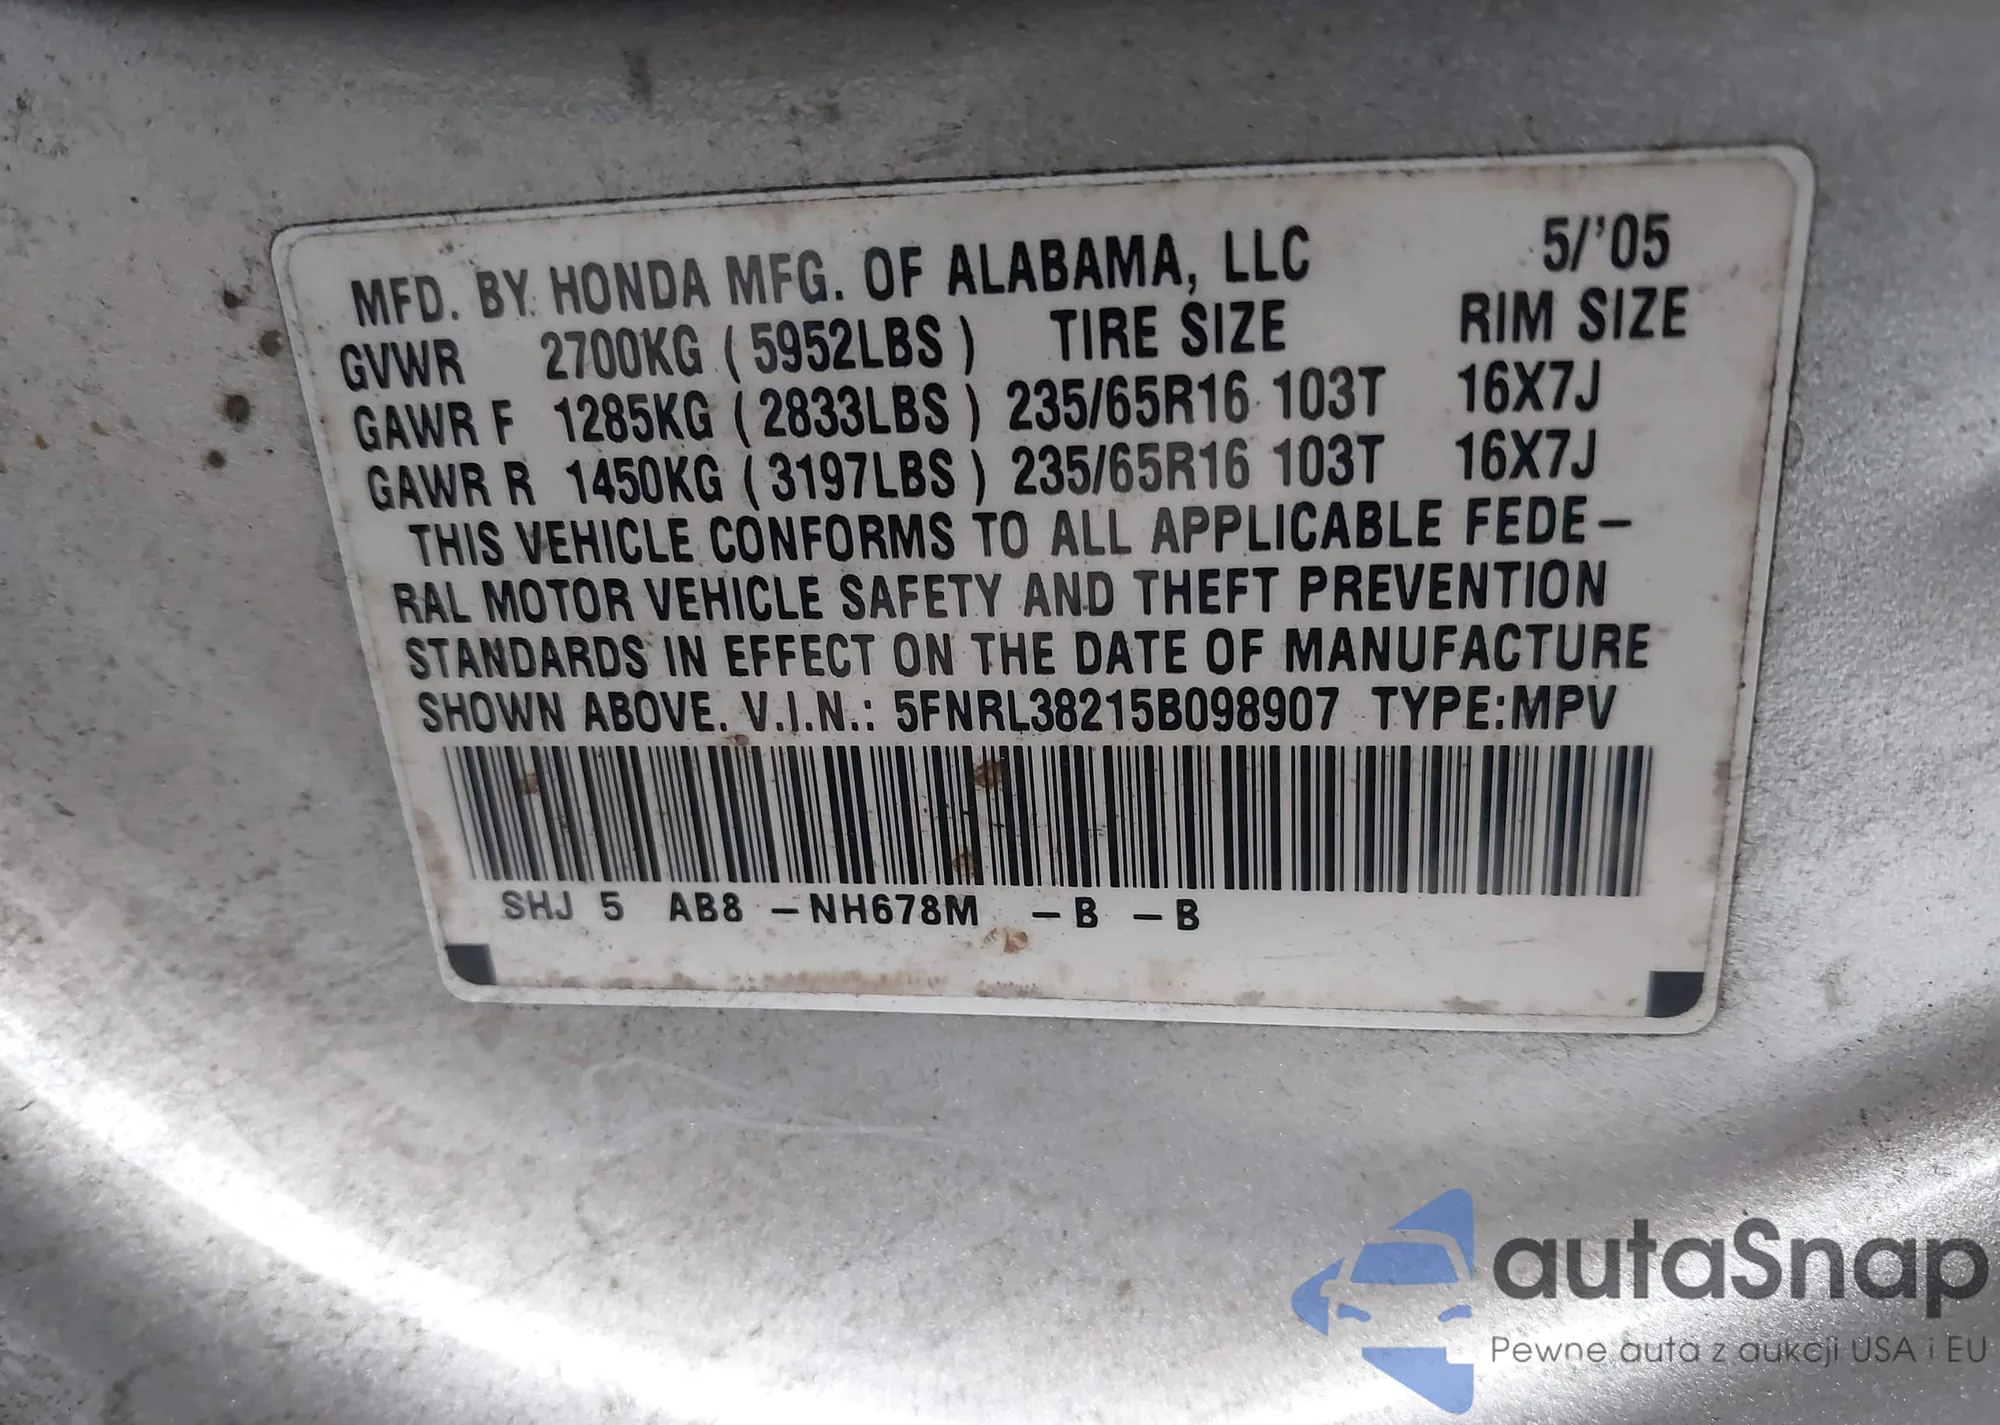 MFD. BY HONDA MFG. OF ALABAMA, LLC 5/'05
GVWR 2700KG ( 5952LBS ) TIRE SIZE RIM SIZE
GAWR F 1285KG ( 2833LBS ) 235/65R16 103T 16X7J
GAWR R 1450KG ( 3197LBS ) 235/65R16 103T 16X7J
THIS VEHICLE CONFORMS TO ALL APPLICABLE FEDE-
RAL MOTOR VEHICLE SAFETY AND THEFT PREVENTION
STANDARDS IN EFFECT ON THE DATE OF MANUFACTURE
SHOWN ABOVE. V.I.N.: 5FNRL38215B098907 TYPE:MPV
SHJ 5 AB8 -NH678M -B -B
autaSnap
Pewne auta z aukcji USA i EU